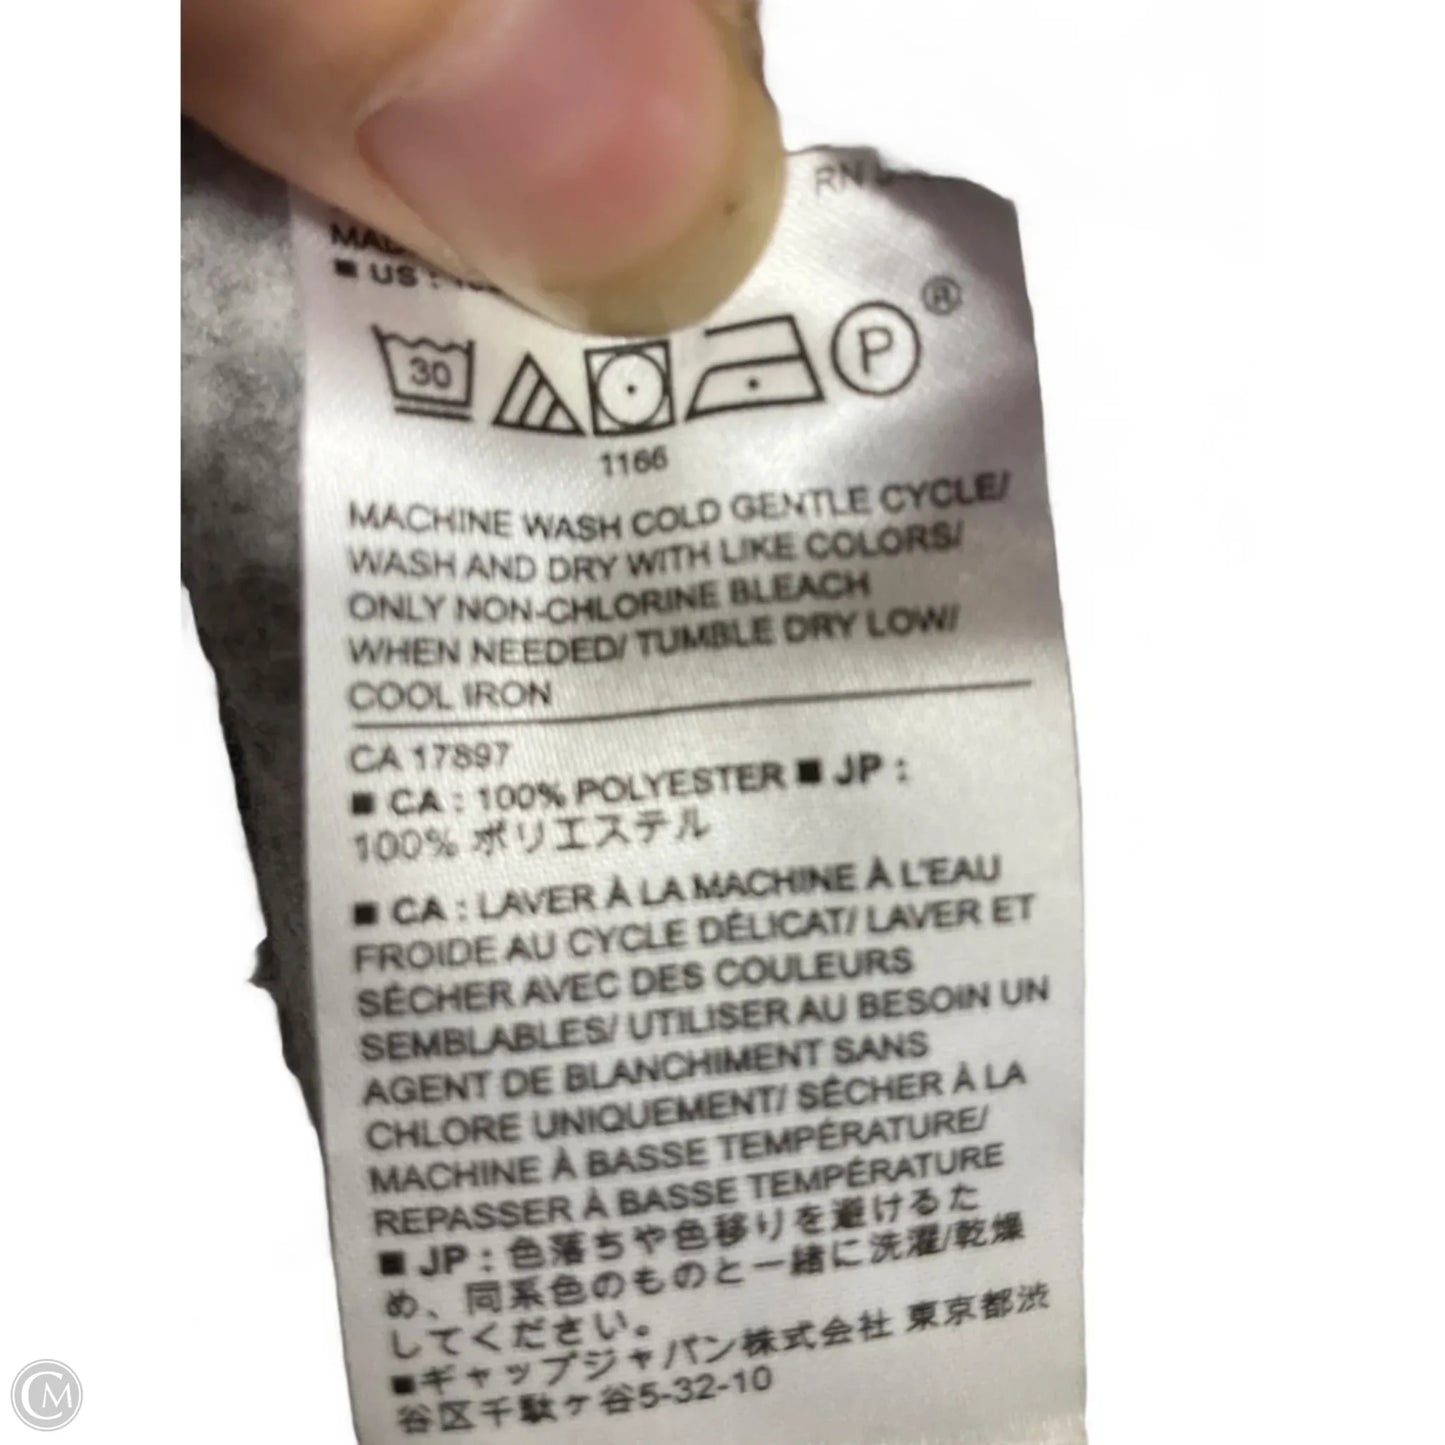 RN
■ US :
30
P ®
1166
MACHINE WASH COLD GENTLE CYCLE/
WASH AND DRY WITH LIKE COLORS/
ONLY NON-CHLORINE BLEACH
WHEN NEEDED/ TUMBLE DRY LOW/
COOL IRON
CA 17897
■ CA : 100% POLYESTER ■ JP :
100% ポリエステル
■ CA : LAVER À LA MACHINE À L'EAU
FROIDE AU CYCLE DÉLICAT/ LAVER ET
SÉCHER AVEC DES COULEURS
SEMBLABLES/ UTILISER AU BESOIN UN
AGENT DE BLANCHIMENT SANS
CHLORE UNIQUEMENT/ SÉCHER À LA
MACHINE À BASSE TEMPÉRATURE/
REPASSER À BASSE TEMPÉRATURE
■ JP : 色落ちや色移りを避けるた
め、同系色のものと一緒に洗濯/乾燥
してください。
■ギャップジャパン株式会社 東京都渋
谷区千駄ヶ谷5-32-10
CM